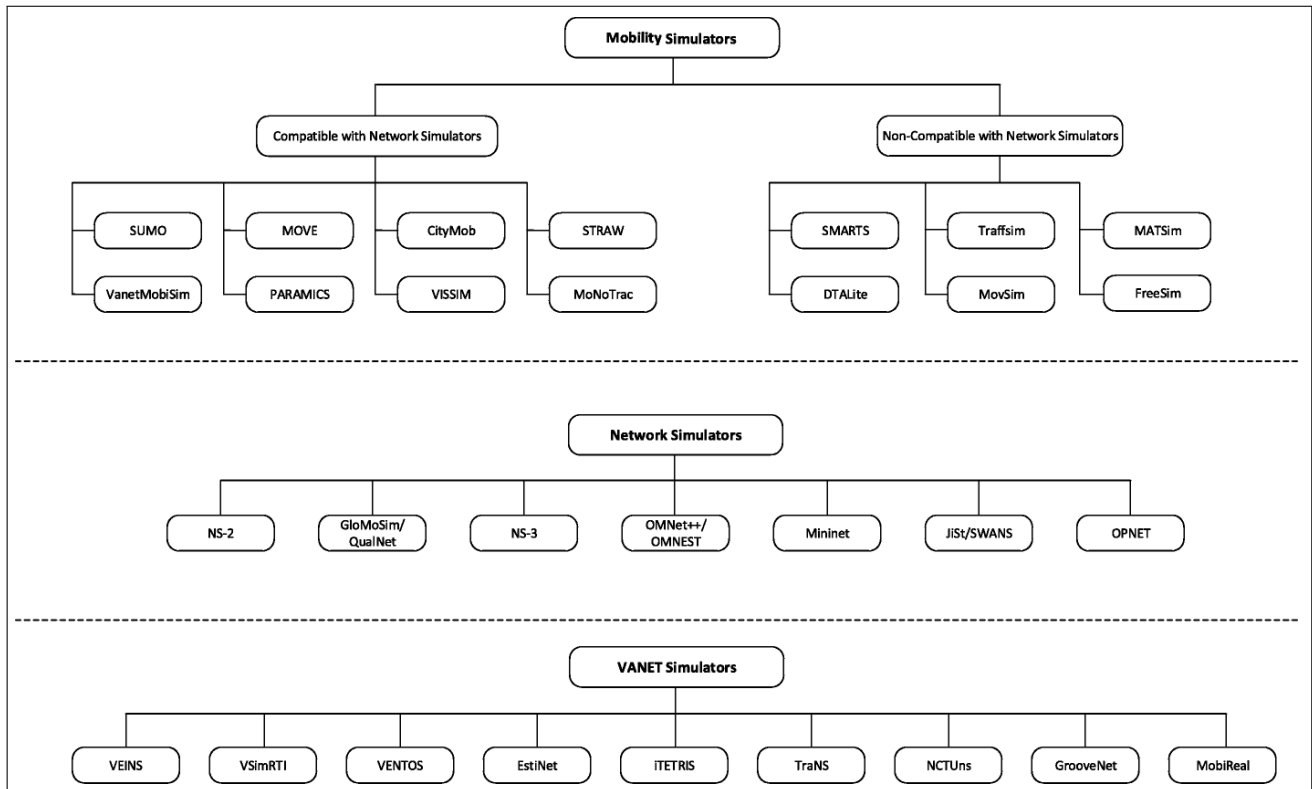 Mobility Simulators
Compatible with Network Simulators
Non-Compatible with Network Simulators
SUMO
MOVE
CityMob
STRAW
SMARTS
Traffsim
MATSim
VanetMobiSim
PARAMICS
VISSIM
MoNoTrac
DTALite
MovSim
FreeSim
Network Simulators
NS-2
GloMoSim/
QualNet
NS-3
OMNet++/
OMNEST
Mininet
JiSt/SWANS
OPNET
VANET Simulators
VEINS
VSimRTI
VENTOS
EstiNet
iTETRIS
TraNS
NCTUns
GrooveNet
MobiReal